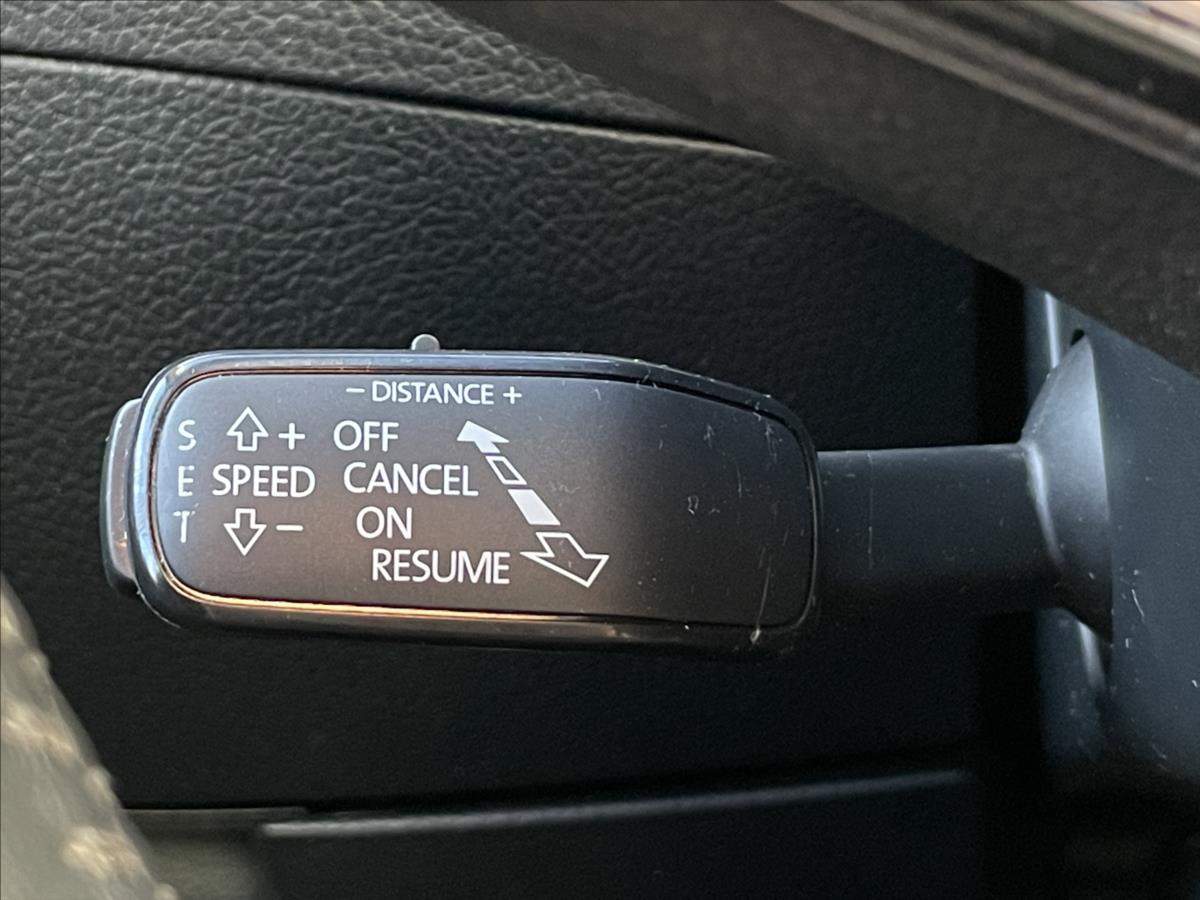 − DISTANCE +
S + OFF
E SPEED CANCEL
T − ON
RESUME